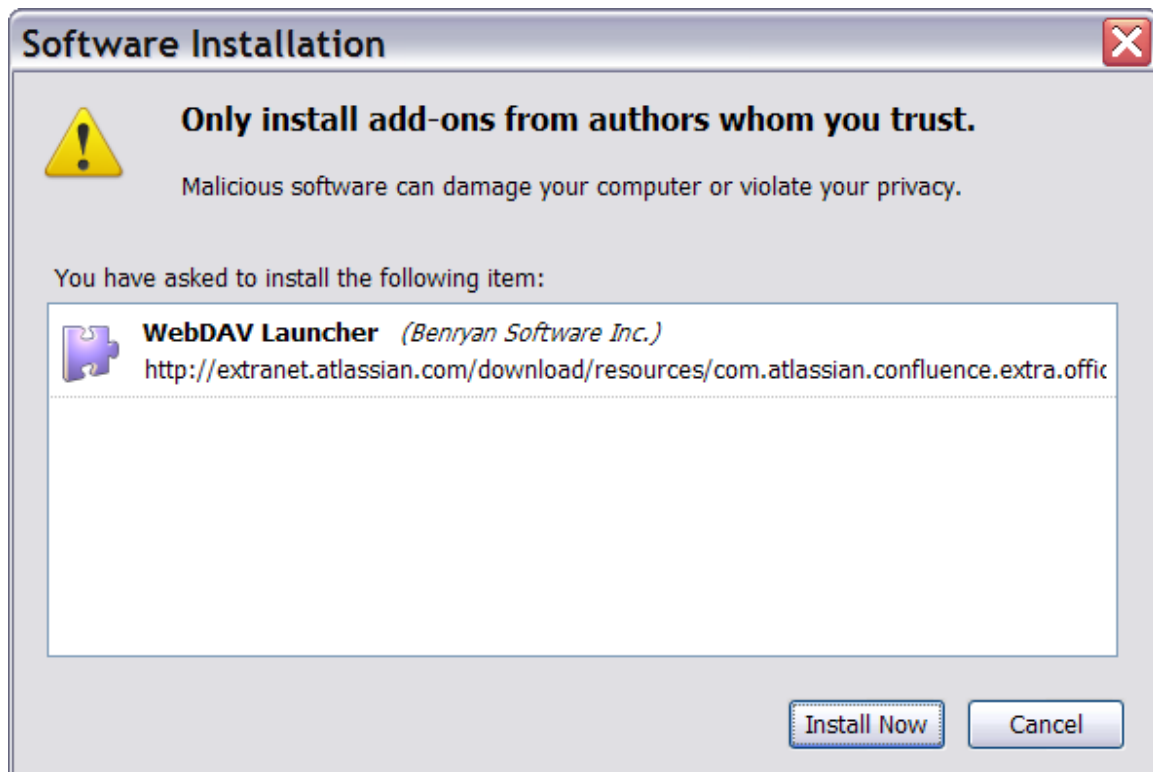 Software Installation
Only install add-ons from authors whom you trust.
Malicious software can damage your computer or violate your privacy.
You have asked to install the following item:
WebDAV Launcher (Benryan Software Inc.)
http://extranet.atlassian.com/download/resources/com.atlassian.confluence.extra.offic
Install Now Cancel